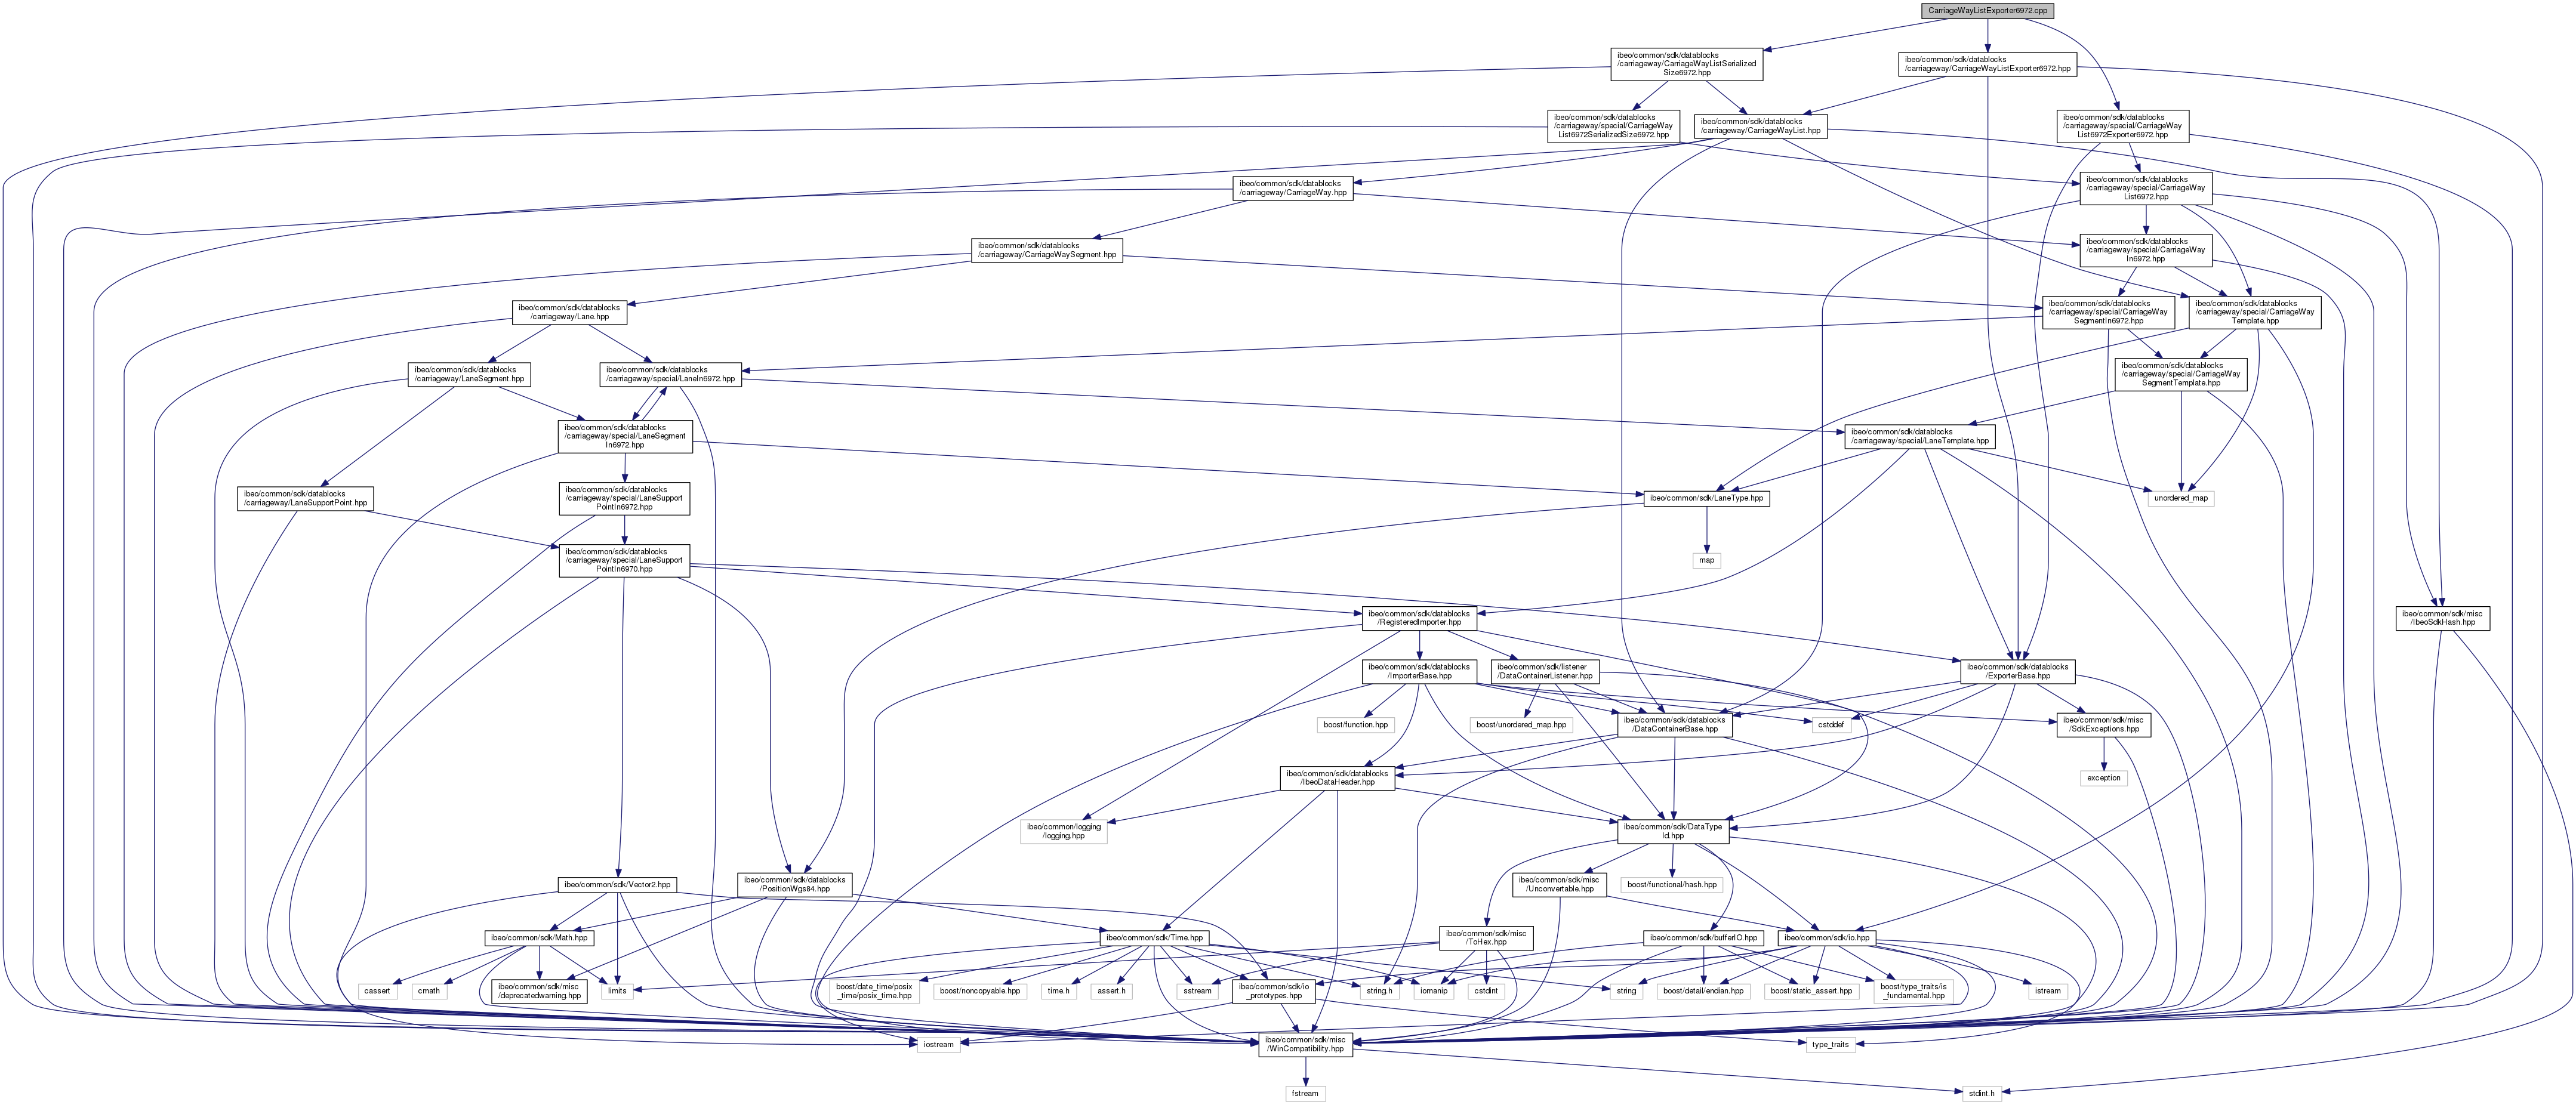 CarriageWayListExporter6972.cpp
ibeo/common/sdk/datablocks
/carriageway/CarriageWayListSerialized
Size6972.hpp
ibeo/common/sdk/datablocks
/carriageway/CarriageWayListExporter6972.hpp
ibeo/common/sdk/datablocks
/carriageway/special/CarriageWay
List6972SerializedSize6972.hpp
ibeo/common/sdk/datablocks
/carriageway/CarriageWayList.hpp
ibeo/common/sdk/datablocks
/carriageway/special/CarriageWay
List6972Exporter6972.hpp
ibeo/common/sdk/datablocks
/carriageway/CarriageWay.hpp
ibeo/common/sdk/datablocks
/carriageway/special/CarriageWay
List6972.hpp
ibeo/common/sdk/datablocks
/carriageway/CarriageWaySegment.hpp
ibeo/common/sdk/datablocks
/carriageway/special/CarriageWay
In6972.hpp
ibeo/common/sdk/datablocks
/carriageway/Lane.hpp
ibeo/common/sdk/datablocks
/carriageway/special/CarriageWay
SegmentIn6972.hpp
ibeo/common/sdk/datablocks
/carriageway/special/CarriageWay
Template.hpp
ibeo/common/sdk/datablocks
/carriageway/LaneSegment.hpp
ibeo/common/sdk/datablocks
/carriageway/special/LaneIn6972.hpp
ibeo/common/sdk/datablocks
/carriageway/special/CarriageWay
SegmentTemplate.hpp
ibeo/common/sdk/datablocks
/carriageway/special/LaneSegment
In6972.hpp
ibeo/common/sdk/datablocks
/carriageway/special/LaneTemplate.hpp
ibeo/common/sdk/datablocks
/carriageway/LaneSupportPoint.hpp
ibeo/common/sdk/datablocks
/carriageway/special/LaneSupport
PointIn6972.hpp
ibeo/common/sdk/LaneType.hpp
unordered_map
ibeo/common/sdk/datablocks
/carriageway/special/LaneSupport
PointIn6970.hpp
map
ibeo/common/sdk/datablocks
/RegisteredImporter.hpp
ibeo/common/sdk/misc
/IbeoSdkHash.hpp
ibeo/common/sdk/datablocks
/ImporterBase.hpp
ibeo/common/sdk/listener
/DataContainerListener.hpp
ibeo/common/sdk/datablocks
/ExporterBase.hpp
boost/function.hpp
boost/unordered_map.hpp
ibeo/common/sdk/datablocks
/DataContainerBase.hpp
cstddef
ibeo/common/sdk/misc
/SdkExceptions.hpp
ibeo/common/sdk/datablocks
/IbeoDataHeader.hpp
exception
ibeo/common/logging
/logging.hpp
ibeo/common/sdk/DataType
Id.hpp
ibeo/common/sdk/Vector2.hpp
ibeo/common/sdk/datablocks
/PositionWgs84.hpp
ibeo/common/sdk/misc
/Unconvertable.hpp
boost/functional/hash.hpp
ibeo/common/sdk/Math.hpp
ibeo/common/sdk/Time.hpp
ibeo/common/sdk/misc
/ToHex.hpp
ibeo/common/sdk/bufferIO.hpp
ibeo/common/sdk/io.hpp
cassert
cmath
ibeo/common/sdk/misc
/deprecatedwarning.hpp
limits
boost/date_time/posix
_time/posix_time.hpp
boost/noncopyable.hpp
time.h
assert.h
sstream
ibeo/common/sdk/io
_prototypes.hpp
string.h
iomanip
cstdint
string
boost/detail/endian.hpp
boost/static_assert.hpp
boost/type_traits/is
_fundamental.hpp
istream
iostream
ibeo/common/sdk/misc
/WinCompatibility.hpp
type_traits
fstream
stdint.h